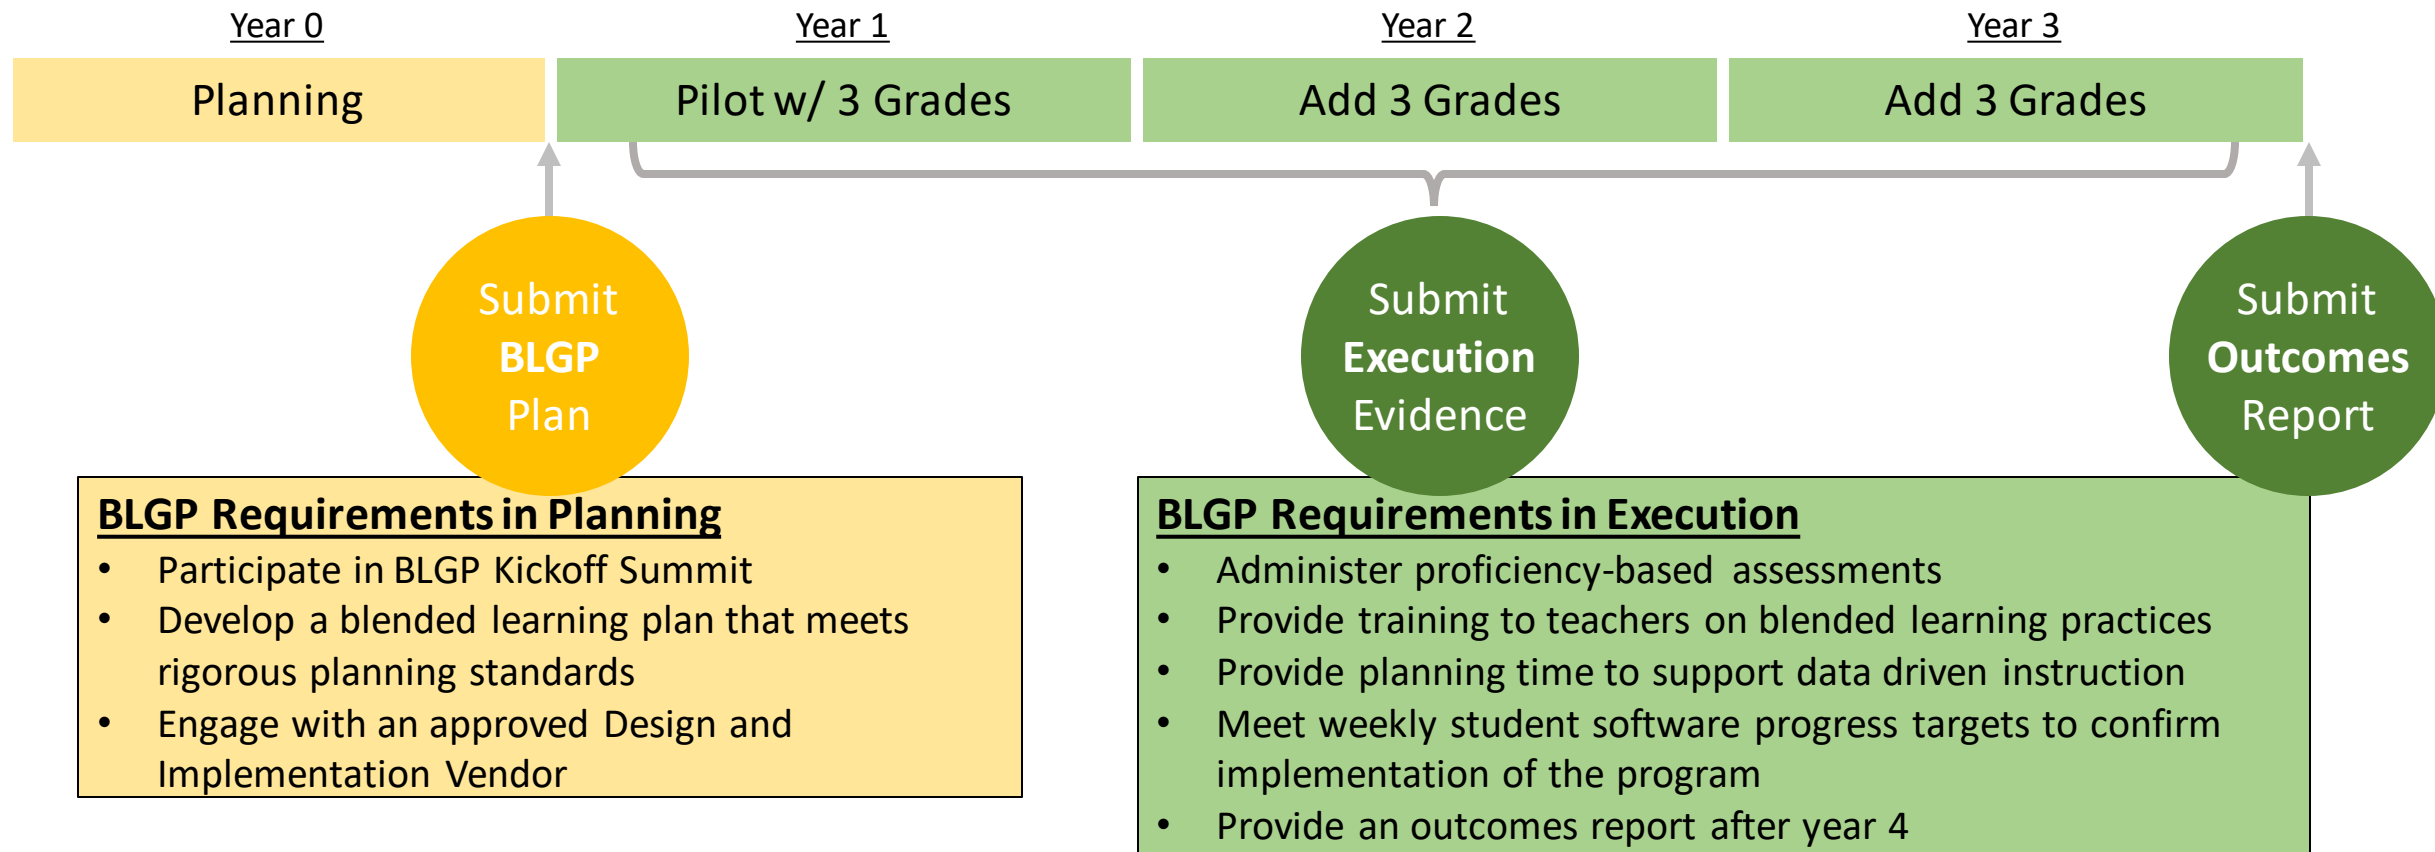 Year 0
Year 1
Year 2
Year 3
Planning
Pilot w/ 3 Grades
Add 3 Grades
Add 3 Grades
Submit
BLGP
Plan
Submit
Execution
Evidence
Submit
Outcomes
Report
BLGP Requirements in Planning
• Participate in BLGP Kickoff Summit
• Develop a blended learning plan that meets
rigorous planning standards
• Engage with an approved Design and
Implementation Vendor
BLGP Requirements in Execution
• Administer proficiency-based assessments
• Provide training to teachers on blended learning practices
• Provide planning time to support data driven instruction
• Meet weekly student software progress targets to confirm
implementation of the program
• Provide an outcomes report after year 4